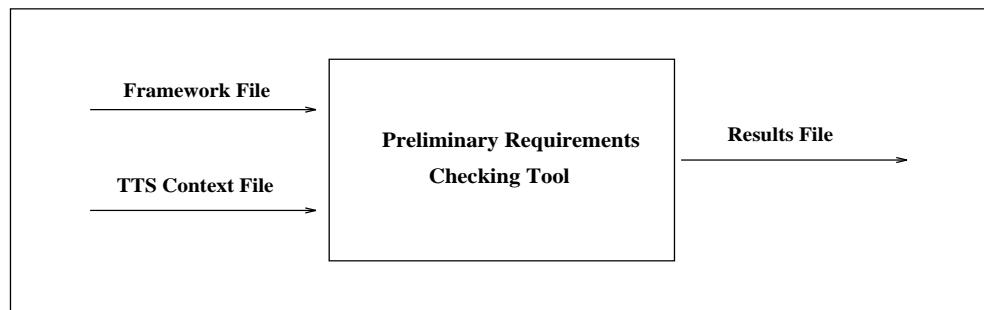 Framework File
TTS Context File
Preliminary Requirements
Checking Tool
Results File